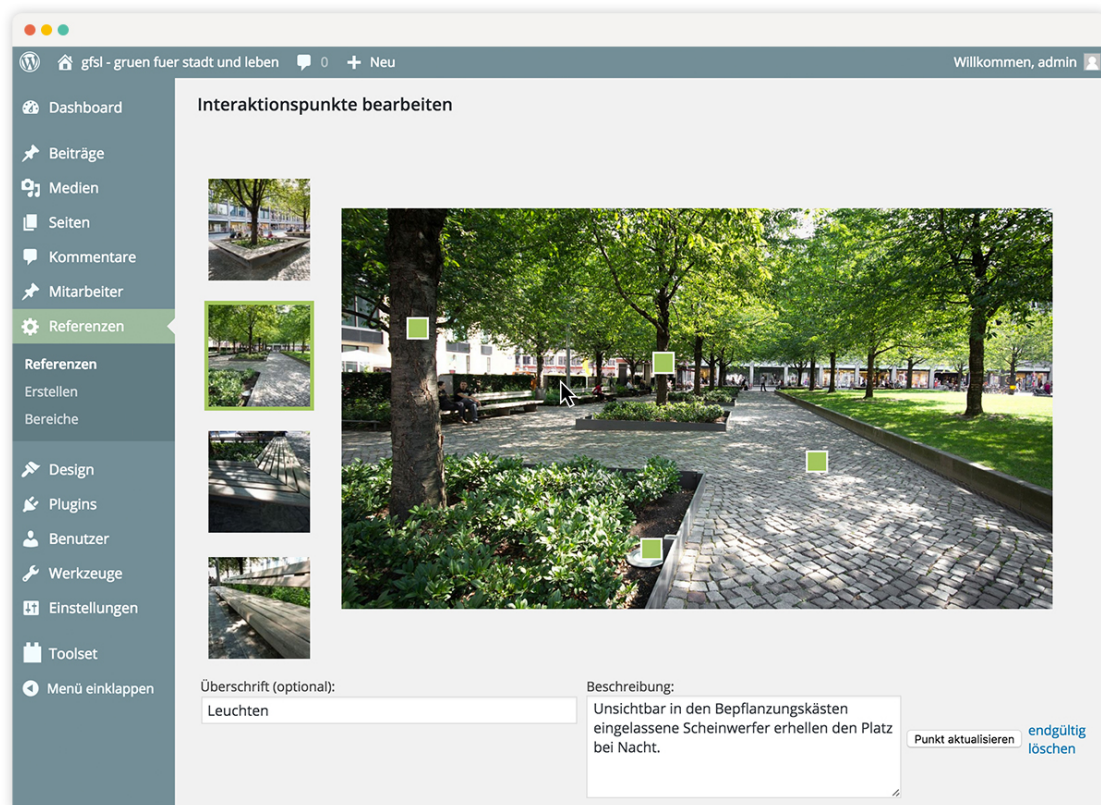 gfsl - gruen fuer stadt und leben 0 Neu
Willkommen, admin
Dashboard
Beiträge
Medien
Seiten
Kommentare
Mitarbeiter
Referenzen
Referenzen
Erstellen
Bereiche
Design
Plugins
Benutzer
Werkzeuge
Einstellungen
Toolset
Menü einklappen
Interaktionspunkte bearbeiten
Überschrift (optional):
Leuchten
Beschreibung:
Unsichtbar in den Bepflanzungskästen
eingelassene Scheinwerfer erhellen den Platz
bei Nacht.
Punkt aktualisieren
endgültig
löschen